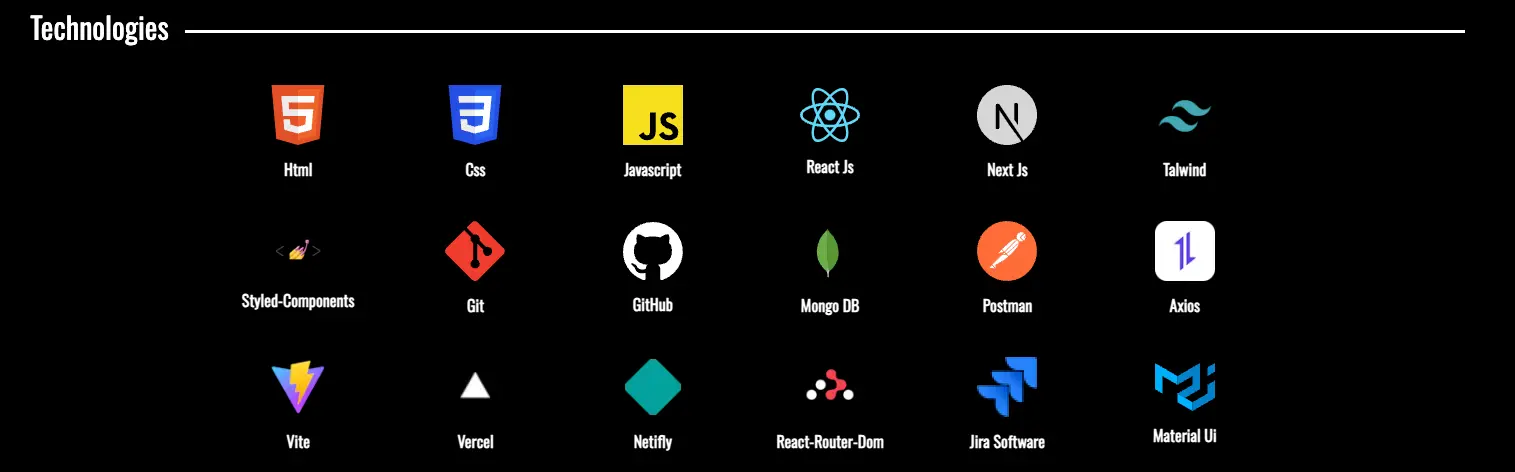 Technologies
JS
Html Css Javascript React Js Next Js Talwind
Styled-Components Git GitHub Mongo DB Postman Axios
Vite Vercel Netifly React-Router-Dom Jira Software Material Ui